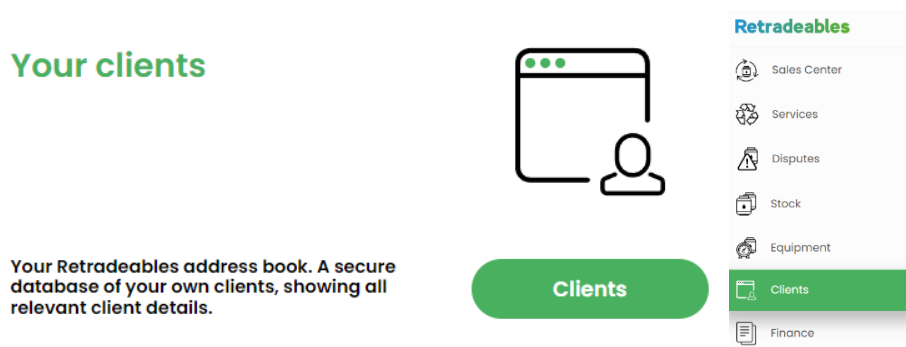 Your clients
Your Retradeables address book. A secure
database of your own clients, showing all
relevant client details.
Clients
Retradeables
Sales Center
Services
Disputes
Stock
Equipment
Clients
Finance